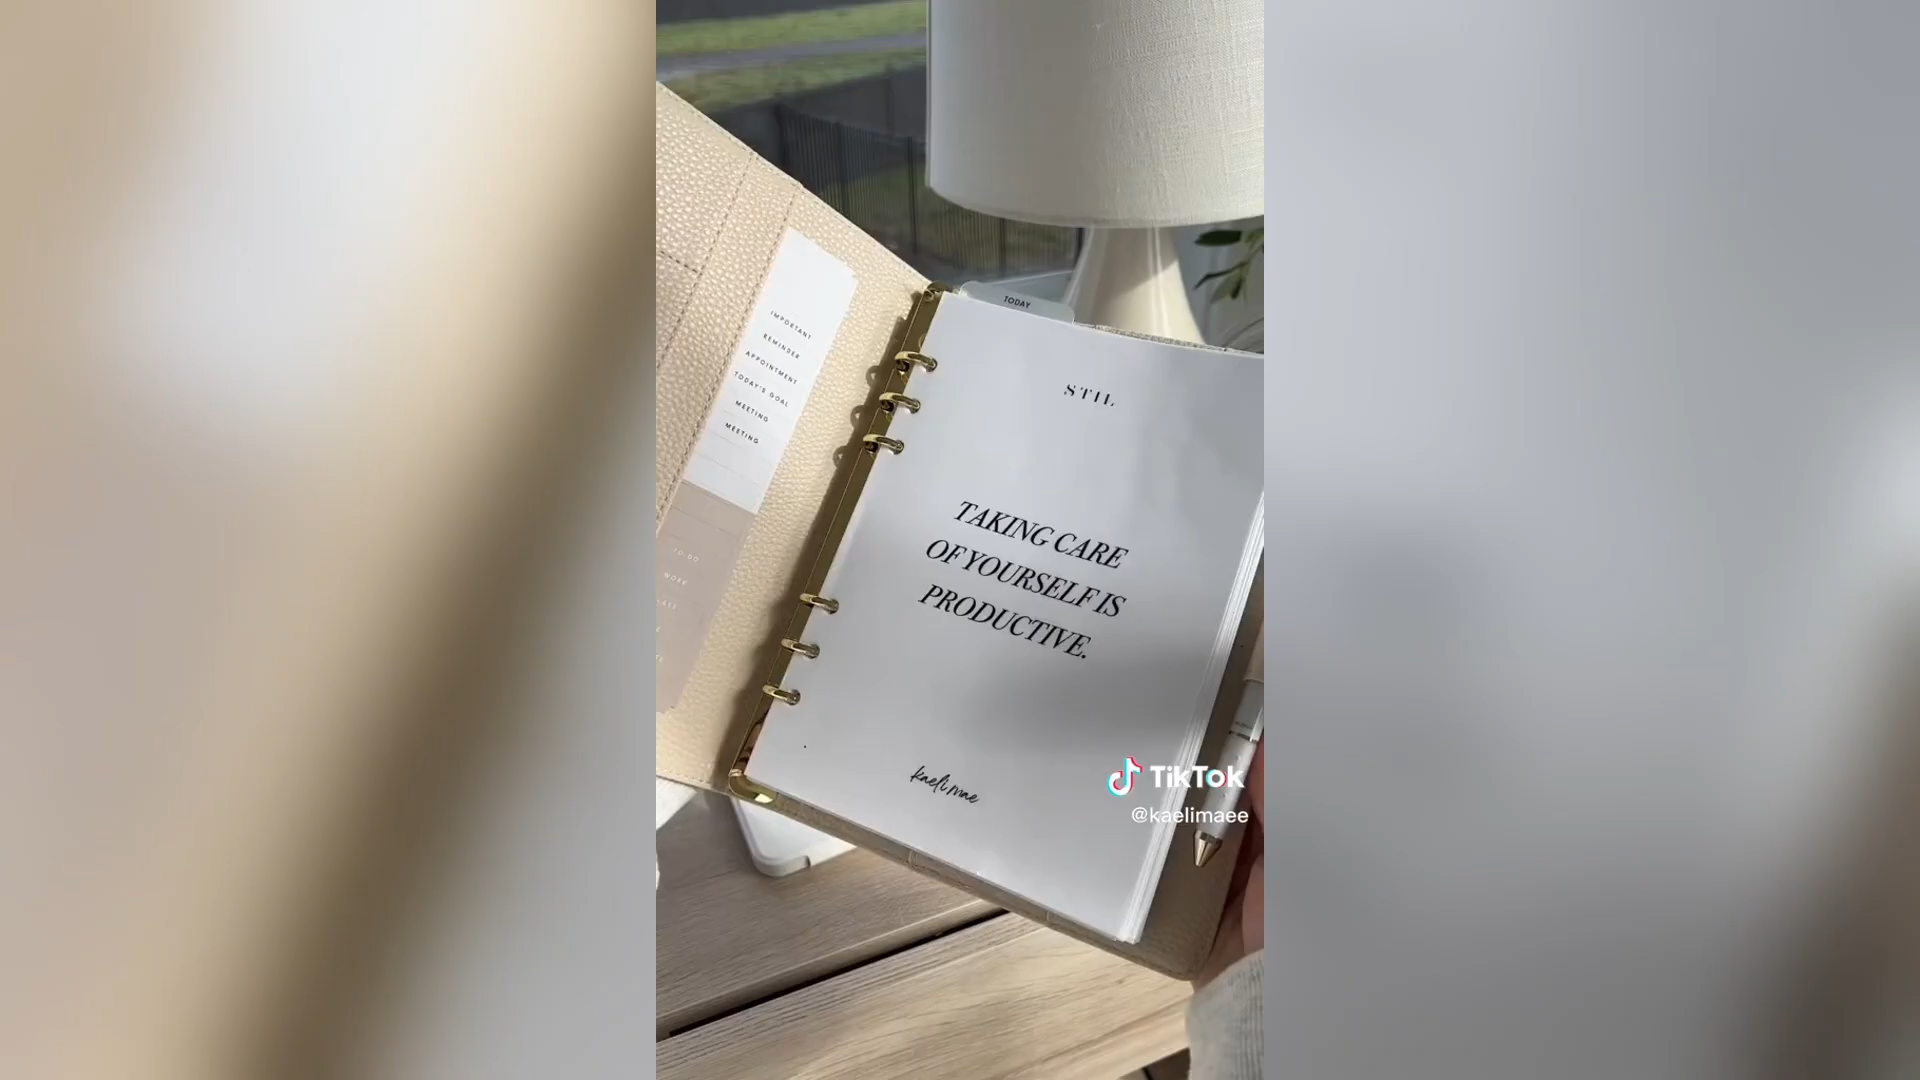 IMPORTANT
REMINDER
APPOINTMENT
TODAY'S GOAL
MEETING
MEETING
TO-DO
WORK
TODAY
STIL
TAKING CARE
OF YOURSELF IS
PRODUCTIVE.
kaeli mae
TikTok
@kaelimaee